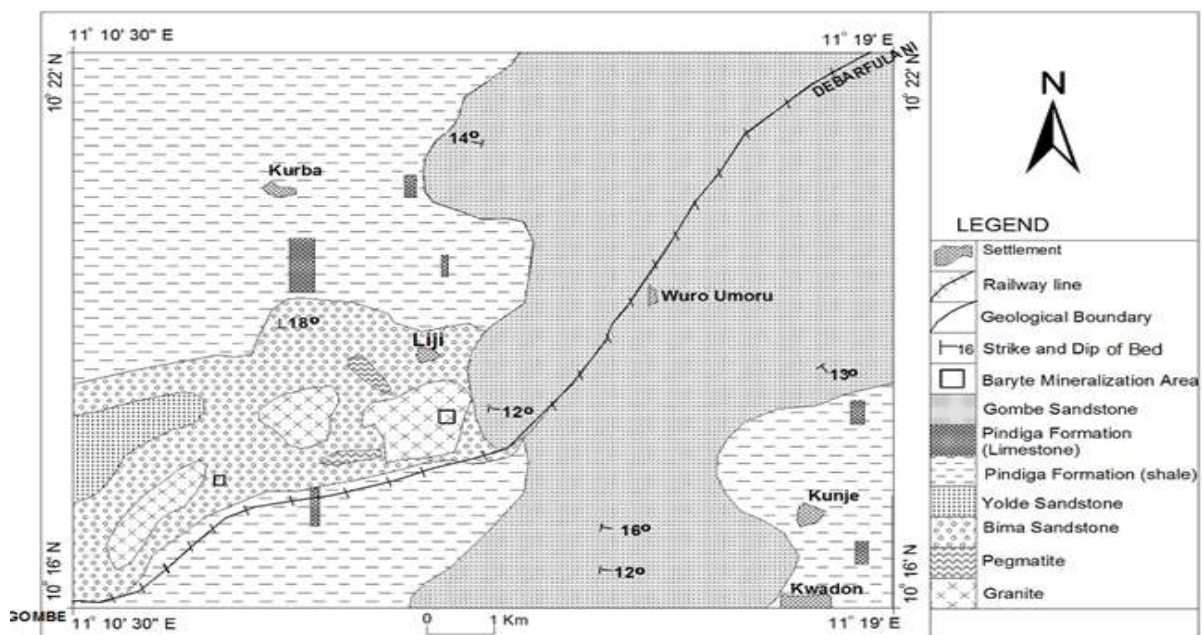 11° 10' 30" E
11° 19' E
10° 22' N
10° 22' N
DEBARFULANI
14°
Kurba
Wuro Umoru
18°
Liji
13°
12°
Kunje
16°
12°
10° 16' N
10° 16' N
Kwadon
GOMBE
11° 10' 30" E
0 1 Km
11° 19' E
N
LEGEND
Settlement
Railway line
Geological Boundary
16 Strike and Dip of Bed
Baryte Mineralization Area
Gombe Sandstone
Pindiga Formation
(Limestone)
Pindiga Formation (shale)
Yolde Sandstone
Bima Sandstone
Pegmatite
Granite